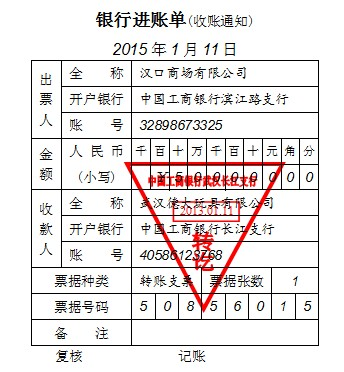 银行进账单(收账通知)
2015 年 1 月 11 日
出票人
全 称 汉口商场有限公司
开户银行 中国工商银行滨江路支行
账 号 32898673325
金额
人 民 币 千 百 十 万 千 百 十 元 角 分
(小写) ¥ 5 0 0 0 0 0 0 0
中国工商银行武汉长江支行
收款人
全 称 武汉 大玩具有限公司
2013.01.11
开户银行 中国工商银行长江支行
转讫
账 号 40586123768
票据种类 转账支票 票据张数 1
票据号码 5 0 8 5 6 0 1 5
备 注
复核 记账